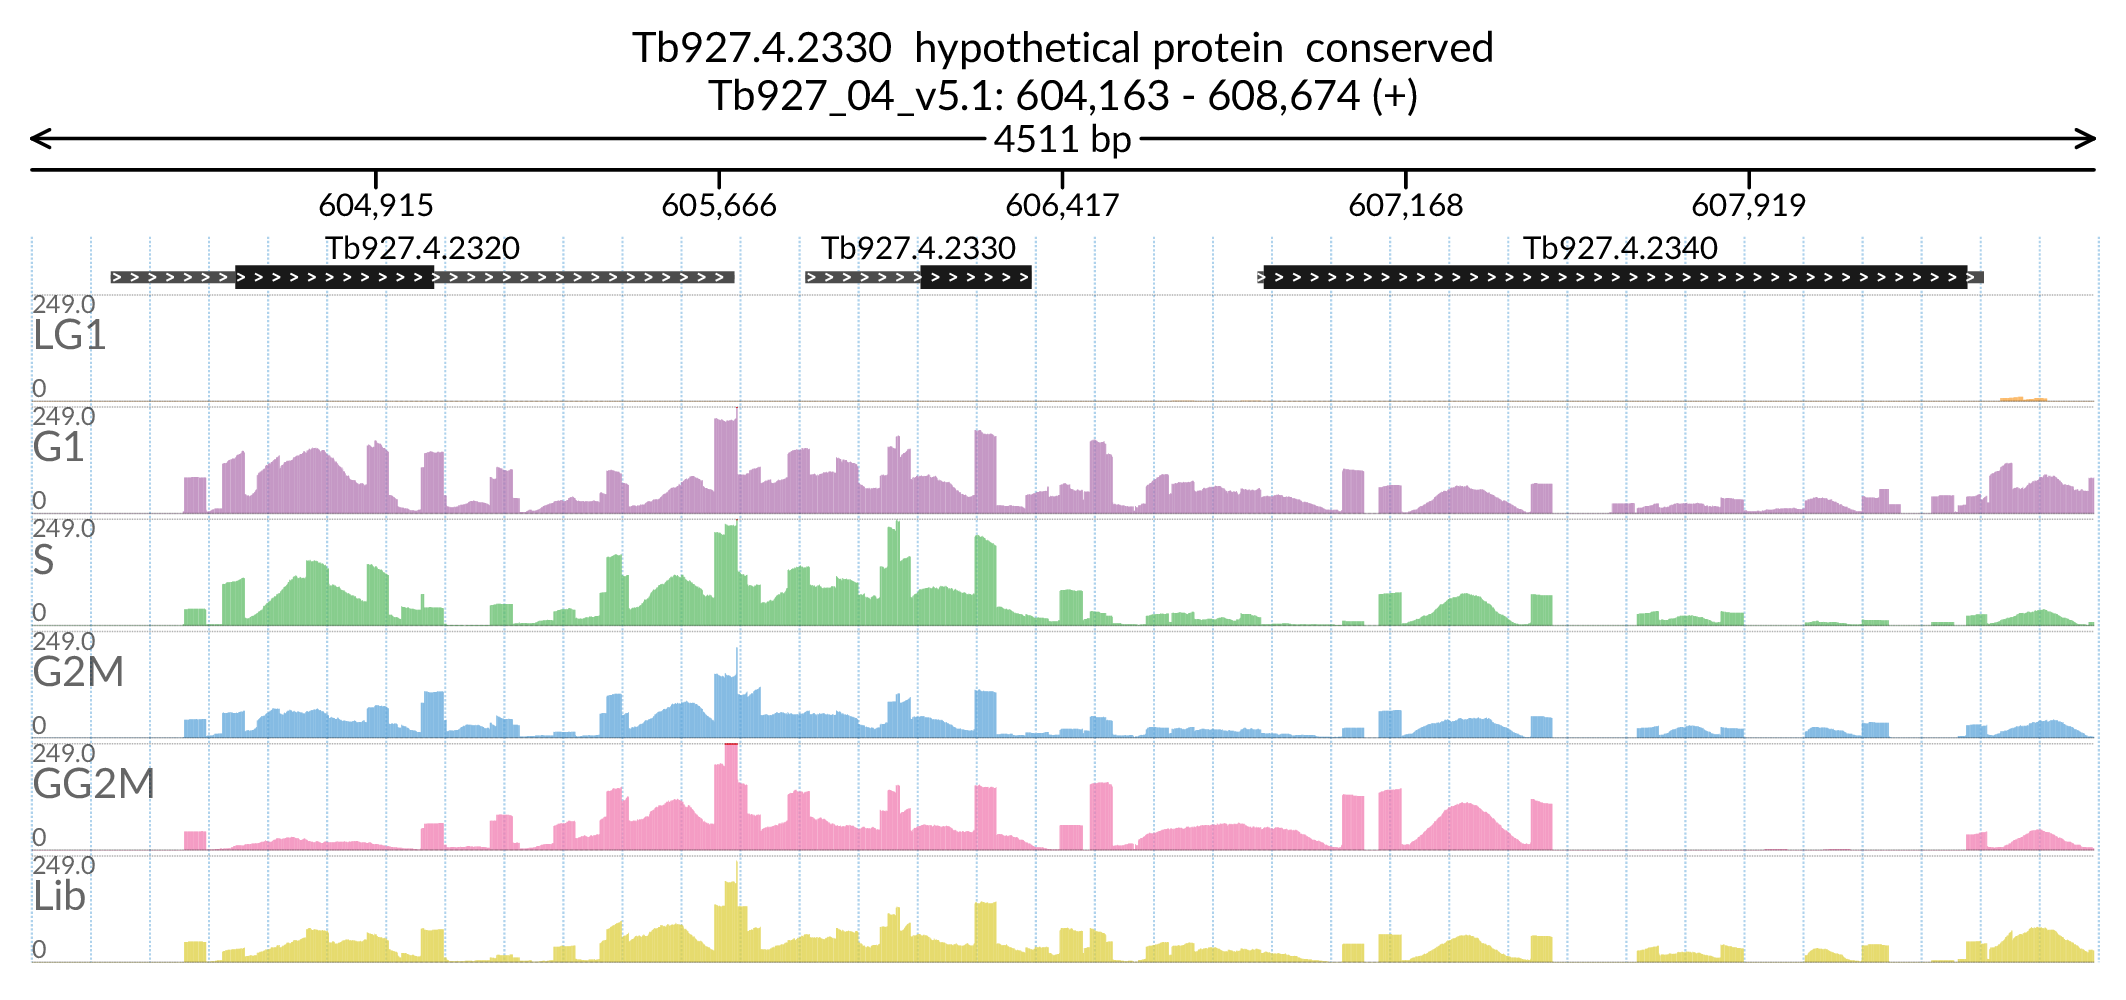 Tb927.4.2330  hypothetical protein  conserved
Tb927_04_v5.1: 604,163 - 608,674 (+)
4511 bp
604,915 605,666 606,417 607,168 607,919
Tb927.4.2320 Tb927.4.2330 Tb927.4.2340
249.0
LG1
0
249.0
G1
0
249.0
S
0
249.0
G2M
0
249.0
GG2M
0
249.0
Lib
0